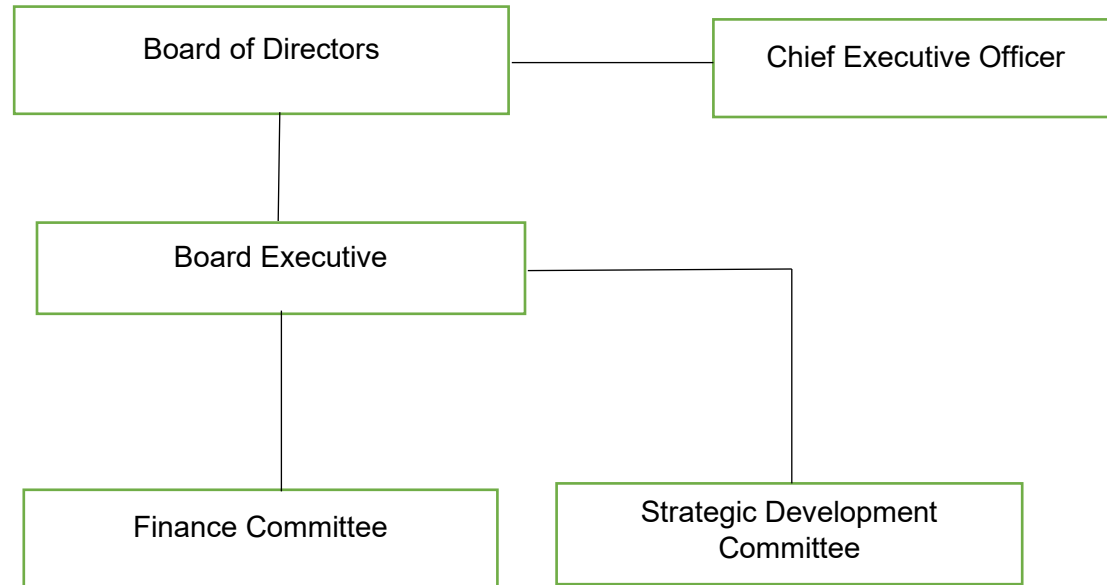 Board of Directors
Chief Executive Officer
Board Executive
Finance Committee
Strategic Development
Committee